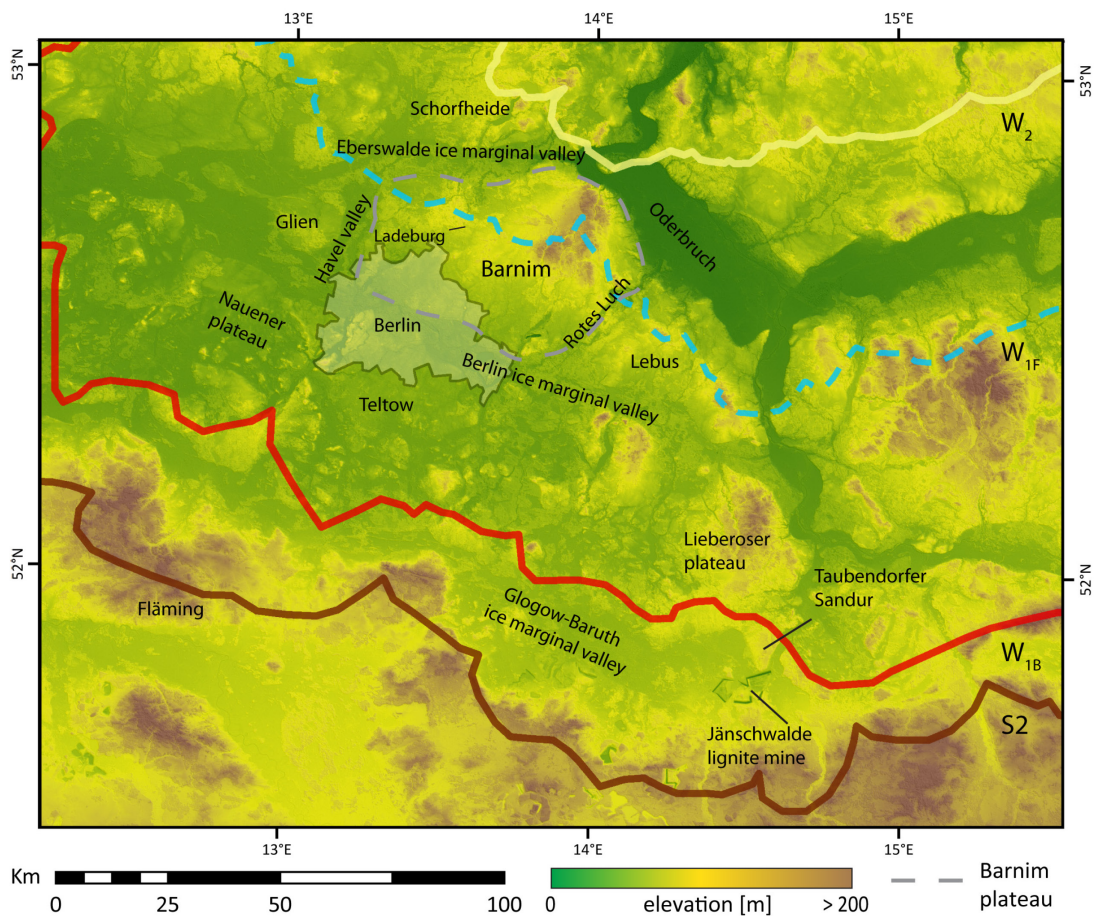 13°E
14°E
15°E
53°N
53°N
Schorfheide
W2
Eberswalde ice marginal valley
Glien
Havel valley
Ladeburg
Oderbruch
Barnim
Nauener
plateau
Berlin
Rotes Luch
Lebus
W1F
Berlin ice marginal valley
Teltow
52°N
52°N
Lieberoser
plateau
Taubendorfer
Sandur
Fläming
Glogow-Baruth
ice marginal valley
W1B
S2
Jänschwalde
lignite mine
13°E
14°E
15°E
Km
0
25
50
100
0
elevation [m]
> 200
Barnim
plateau